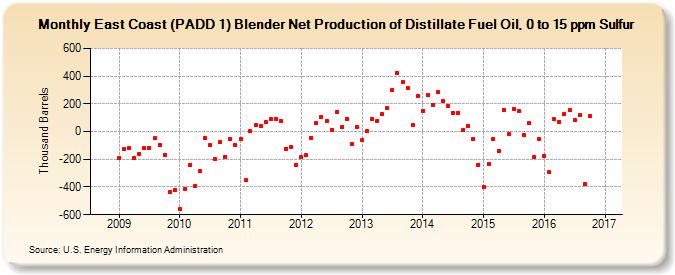 Monthly East Coast (PADD 1) Blender Net Production of Distillate Fuel Oil, 0 to 15 ppm Sulfur
Thousand Barrels
600
400
200
0
-200
-400
-600
2009 2010 2011 2012 2013 2014 2015 2016 2017
Source: U.S. Energy Information Administration